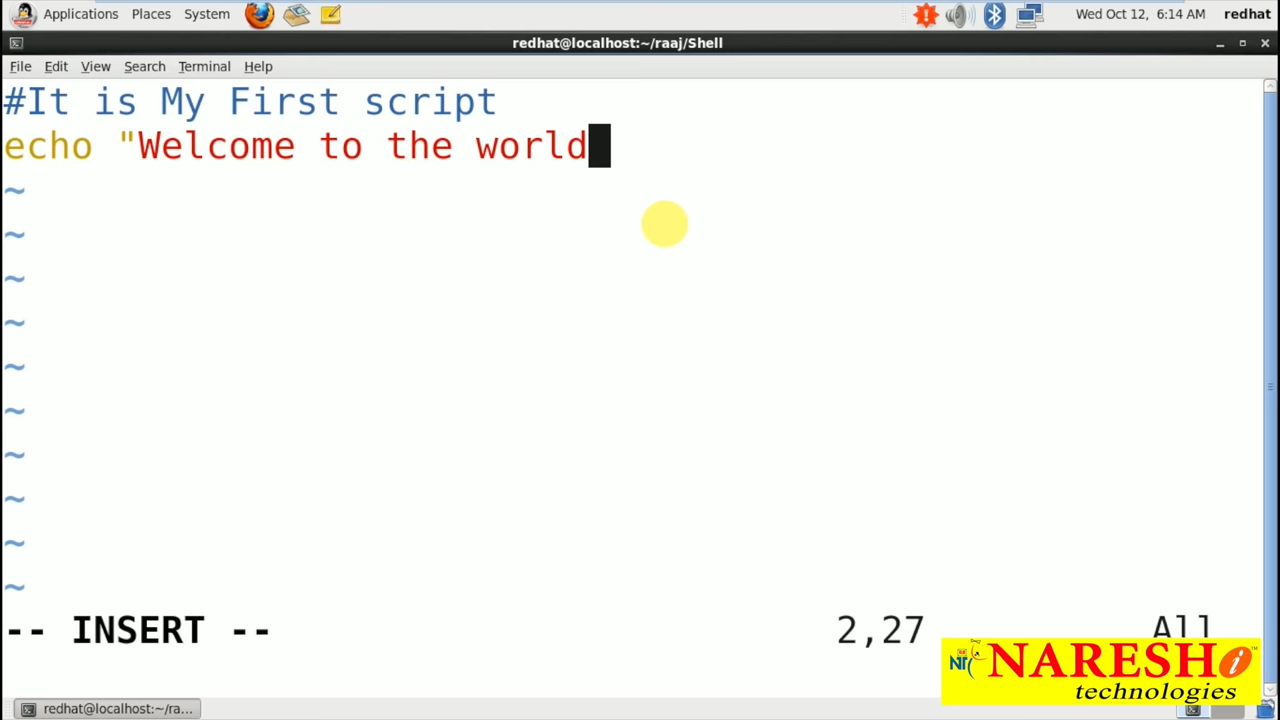 Applications Places System Wed Oct 12, 6:14 AM redhat
redhat@localhost:~/raaj/Shell
File Edit View Search Terminal Help
#It is My First script
echo "Welcome to the world
~
~
~
~
~
~
~
~
~
~
-- INSERT -- 2,27 All
NT NARESH i ™
technologies
redhat@localhost:~/ra...